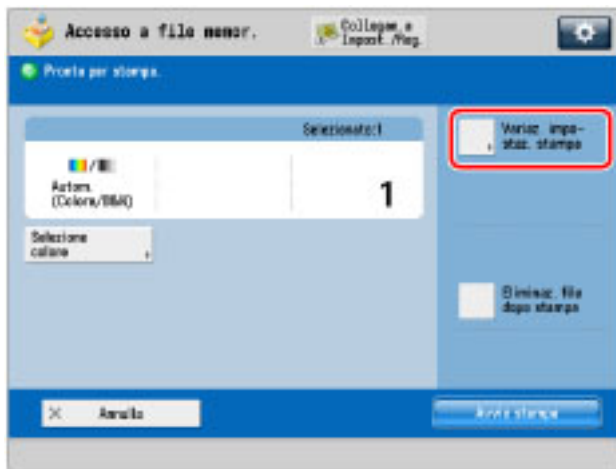 Accesso a file memor.
Collegam. e
Impost./Reg.
Pronta per stampa.
Selezionato:1
Variaz. impo-
staz. stampa
Autom.
(Colore/B&N)
1
Selezione
colore
Eliminaz. file
dopo stampa
Annulla
Avvio stampa